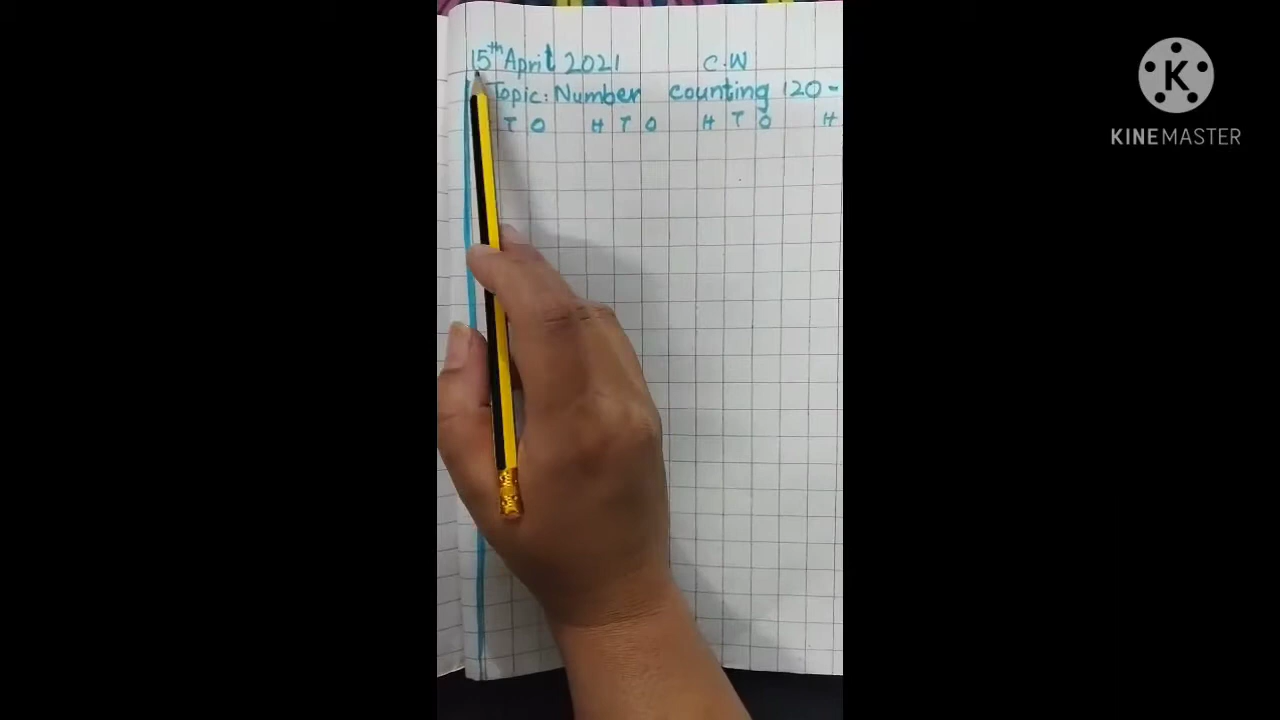 15th April 2021 C.W
Topic: Number counting 120-
T O H T O H T O H
K
KINEMASTER